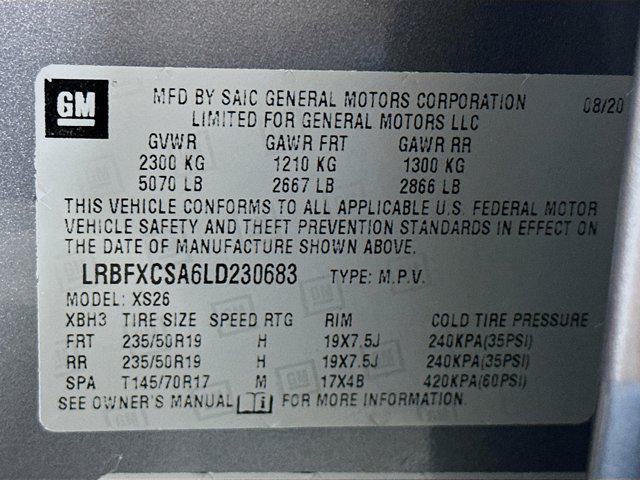 GM
MFD BY SAIC GENERAL MOTORS CORPORATION 08/20
LIMITED FOR GENERAL MOTORS LLC
GVWR GAWR FRT GAWR RR
2300 KG 1210 KG 1300 KG
5070 LB 2667 LB 2866 LB
THIS VEHICLE CONFORMS TO ALL APPLICABLE U.S. FEDERAL MOTOR
VEHICLE SAFETY AND THEFT PREVENTION STANDARDS IN EFFECT ON
THE DATE OF MANUFACTURE SHOWN ABOVE.
LRBFXCSA6LD230683 TYPE: M.P.V.
MODEL: XS26
XBH3 TIRE SIZE SPEED RTG RIM COLD TIRE PRESSURE
FRT 235/50R19 H 19X7.5J 240KPA(35PSI)
RR 235/50R19 H 19X7.5J 240KPA(35PSI)
SPA T145/70R17 M 17X4B 420KPA(60PSI)
SEE OWNER'S MANUAL i FOR MORE INFORMATION.